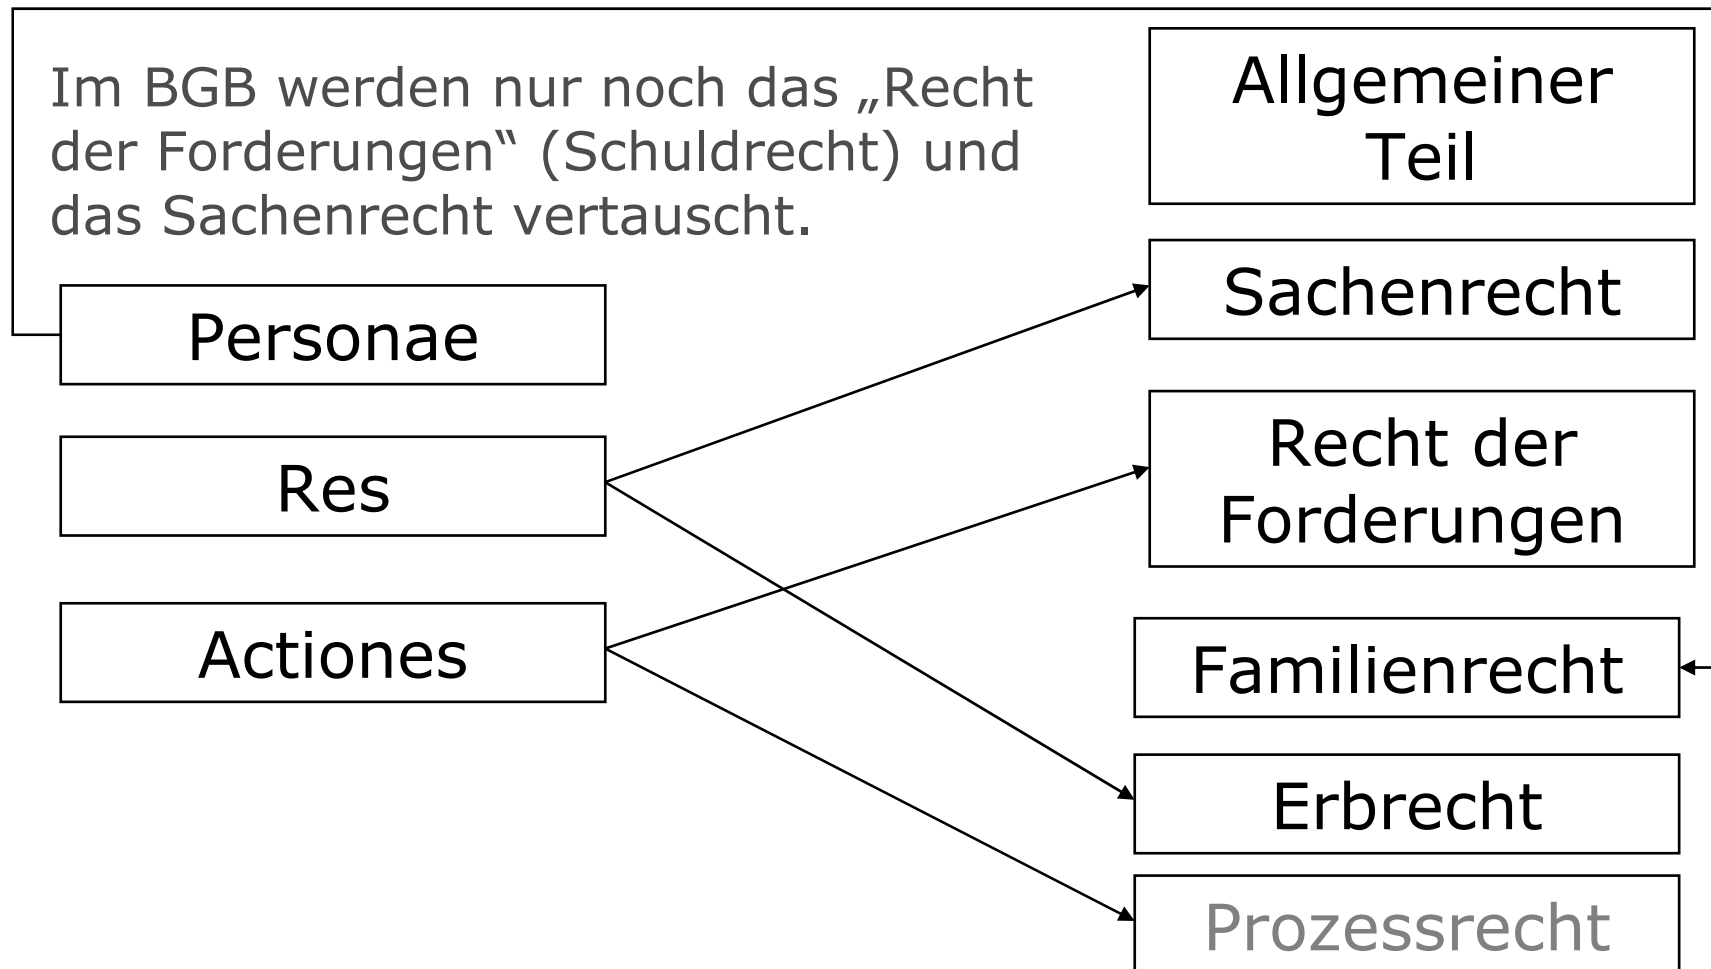 Im BGB werden nur noch das „Recht
der Forderungen“ (Schuldrecht) und
das Sachenrecht vertauscht.
Personae
Res
Actiones
Allgemeiner
Teil
Sachenrecht
Recht der
Forderungen
Familienrecht
Erbrecht
Prozessrecht